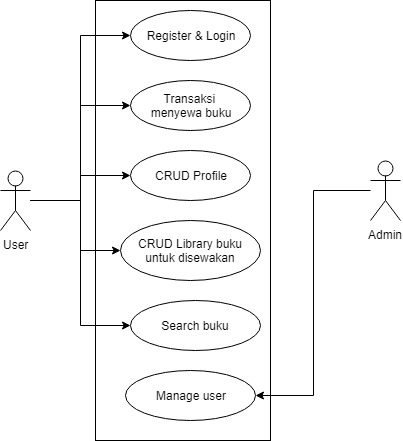 Register & Login
Transaksi
menyewa buku
CRUD Profile
User
Admin
CRUD Library buku
untuk disewakan
Search buku
Manage user